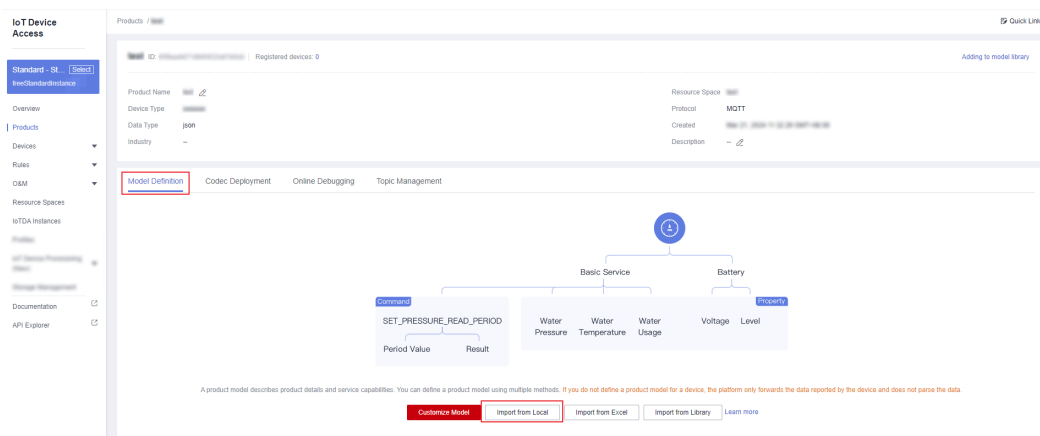 IoT Device
Access
Products /
Quick Link
Standard - St... Select
freeStandardInstance
ID:
Registered devices: 0
Adding to model library
Overview
Products
Devices
Rules
O&M
Resource Spaces
IoTDA Instances
Documentation
API Explorer
Product Name
Resource Space
Device Type
Protocol MQTT
Data Type json
Created
Industry --
Description --
Model Definition Codec Deployment Online Debugging Topic Management
Basic Service Battery
Command Property
SET_PRESSURE_READ_PERIOD
Period Value Result
Water Pressure
Water Temperature
Water Usage
Voltage Level
A product model describes product details and service capabilities. You can define a product model using multiple methods. If you do not define a product model for a device, the platform only forwards the data reported by the device and does not parse the data.
Customize Model Import from Local Import from Excel Import from Library Learn more